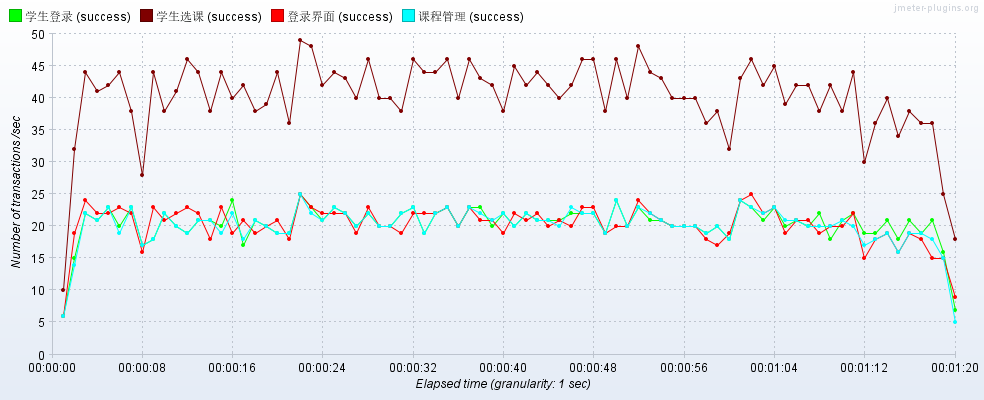 jmeter-plugins.org
学生登录 (success) 学生选课 (success) 登录界面 (success) 课程管理 (success)
50
45
40
35
30
25
20
15
10
5
0
Number of transactions /sec
00:00:00 00:00:08 00:00:16 00:00:24 00:00:32 00:00:40 00:00:48 00:00:56 00:01:04 00:01:12 00:01:20
Elapsed time (granularity: 1 sec)